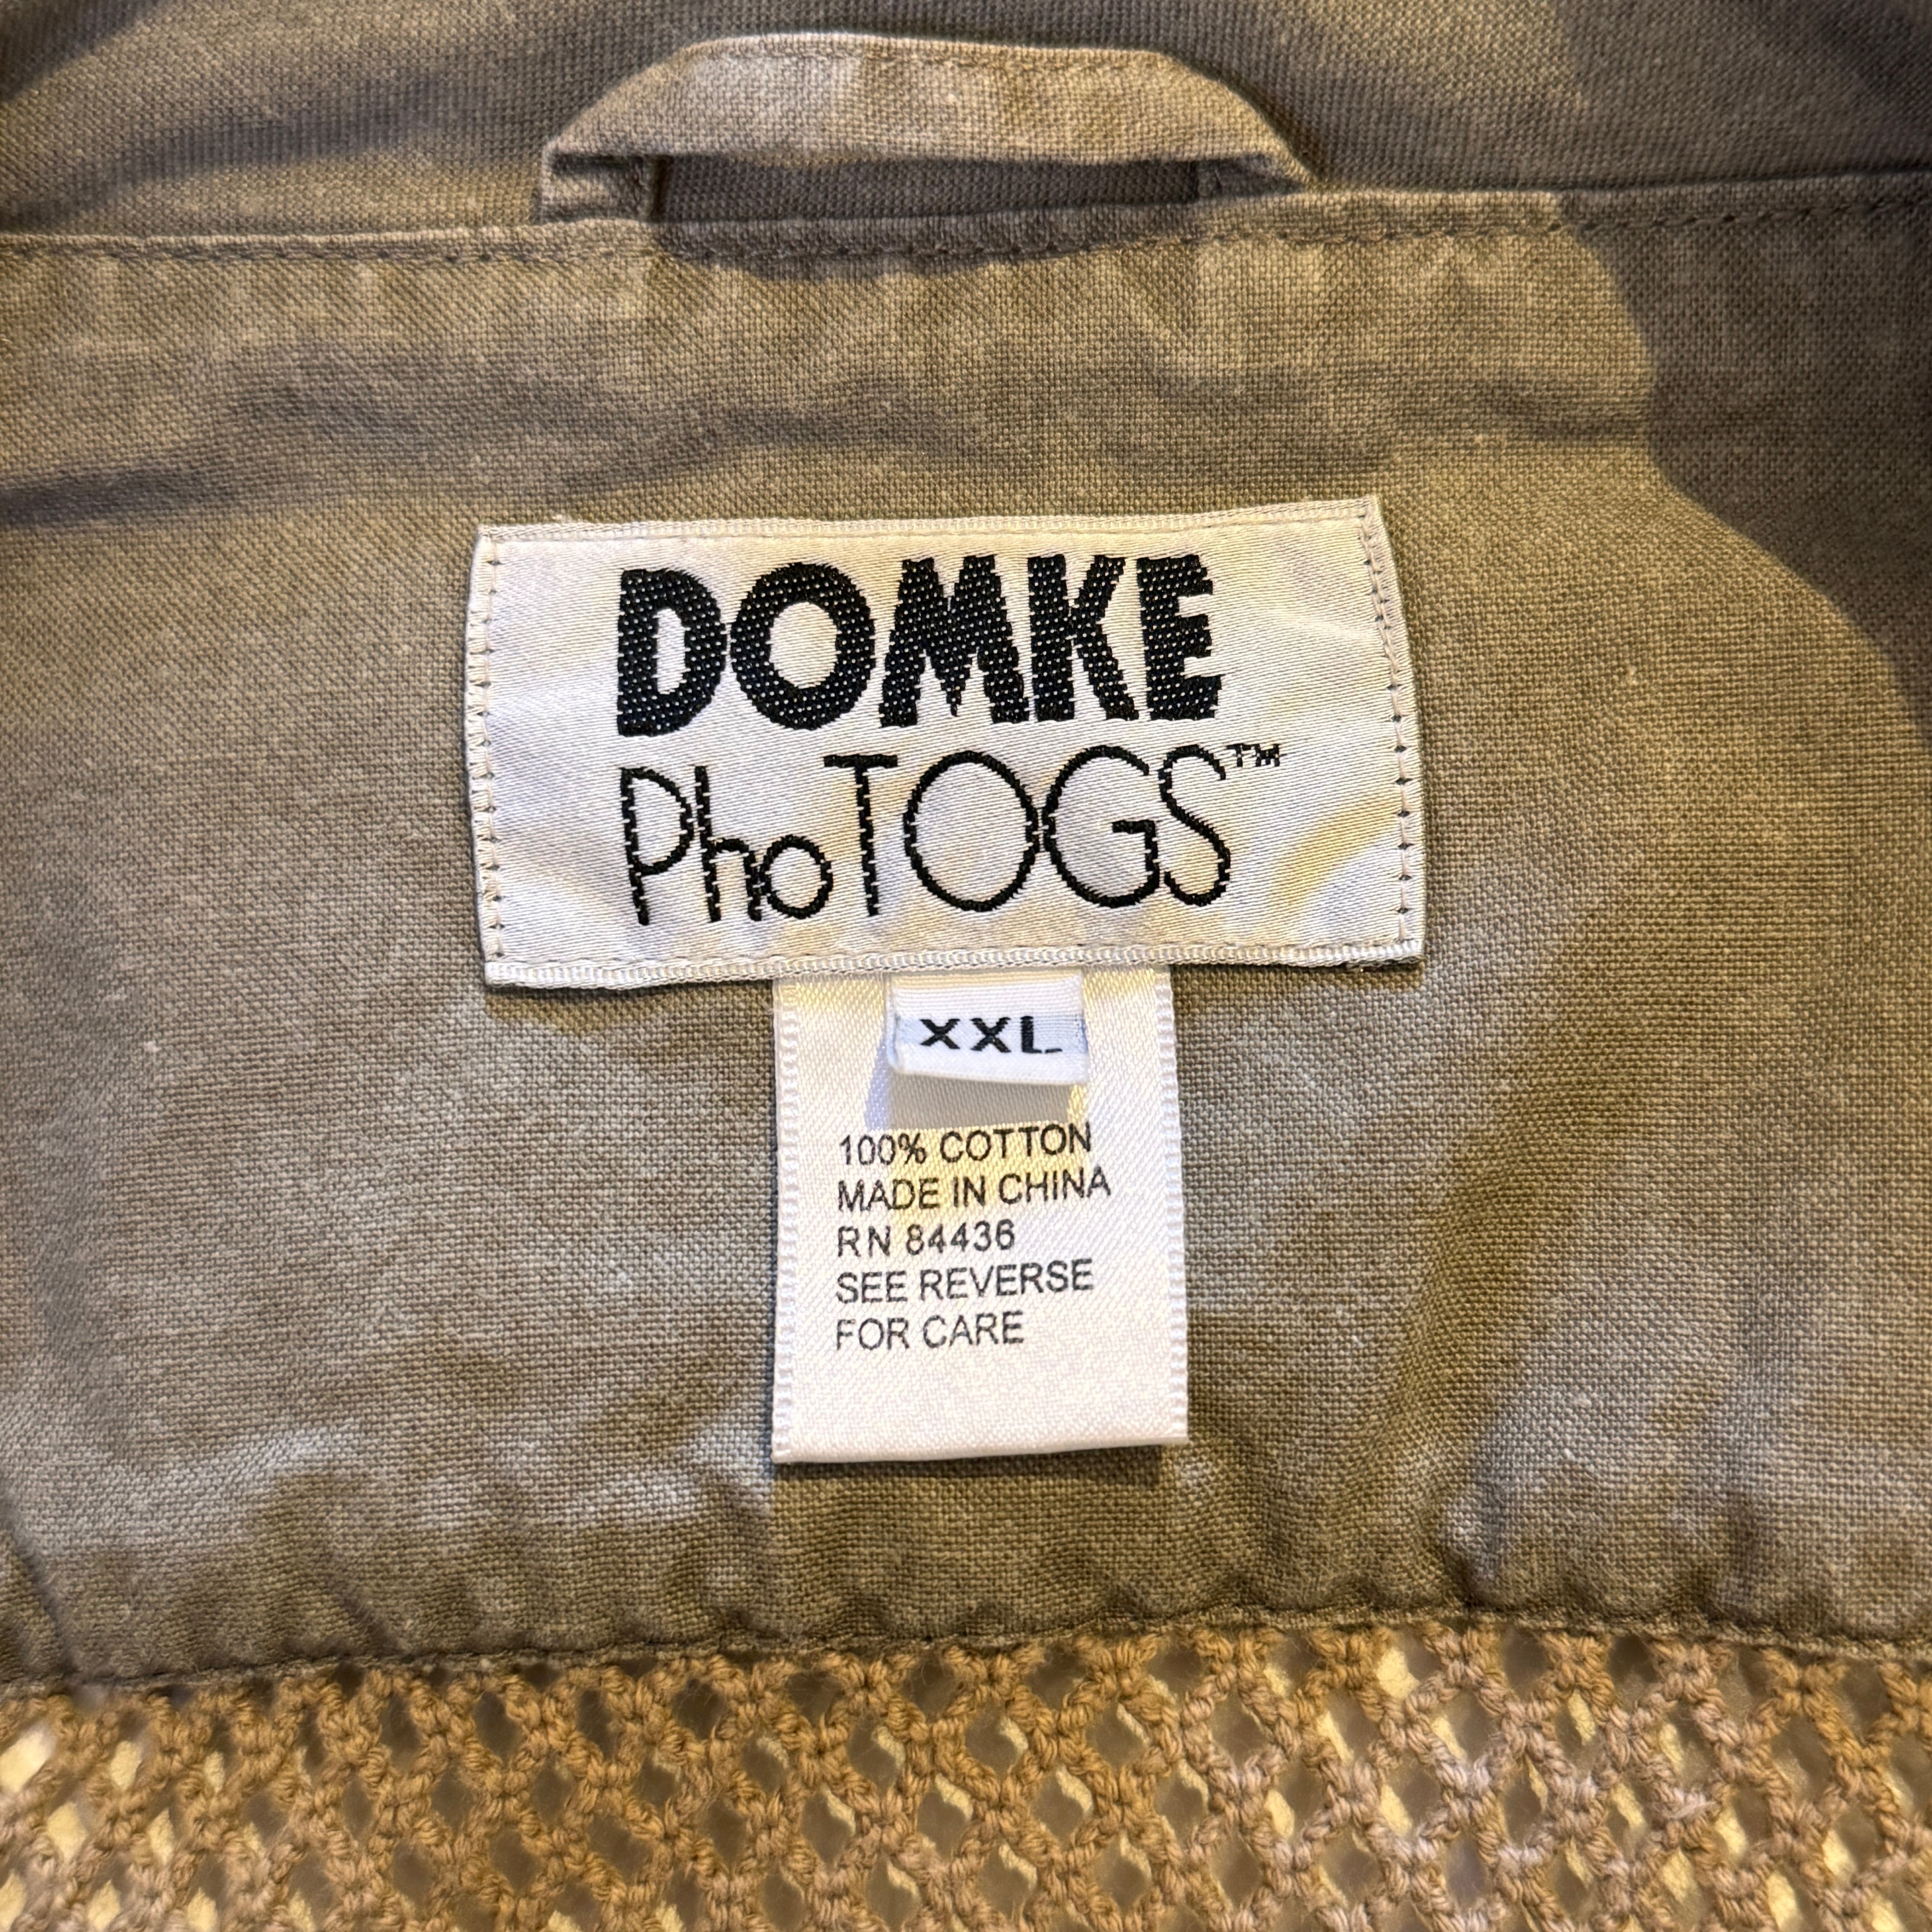 DOMKE
PhoTOGS™
XXL
100% COTTON
MADE IN CHINA
RN 84436
SEE REVERSE
FOR CARE